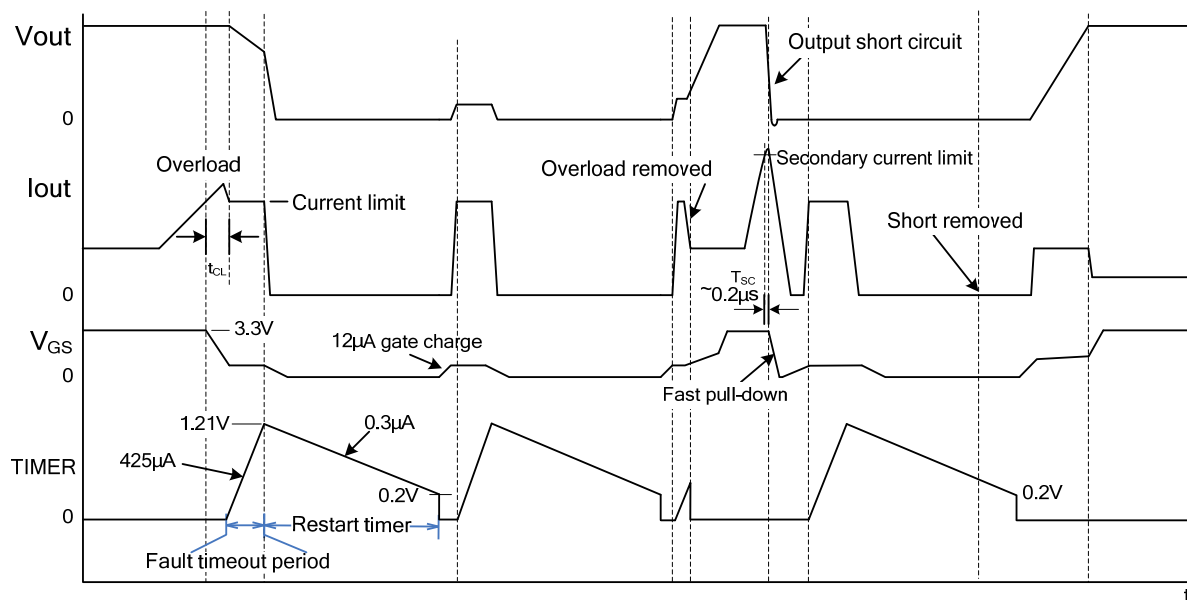 Vout
Output short circuit
0
Overload
Overload removed
Secondary current limit
Iout
Current limit
Short removed
tCL
TSC
~0.2µs
0
3.3V
VGS
12µA gate charge
0
Fast pull-down
1.21V
0.3µA
425µA
TIMER
0.2V
0.2V
0
Restart timer
Fault timeout period
t